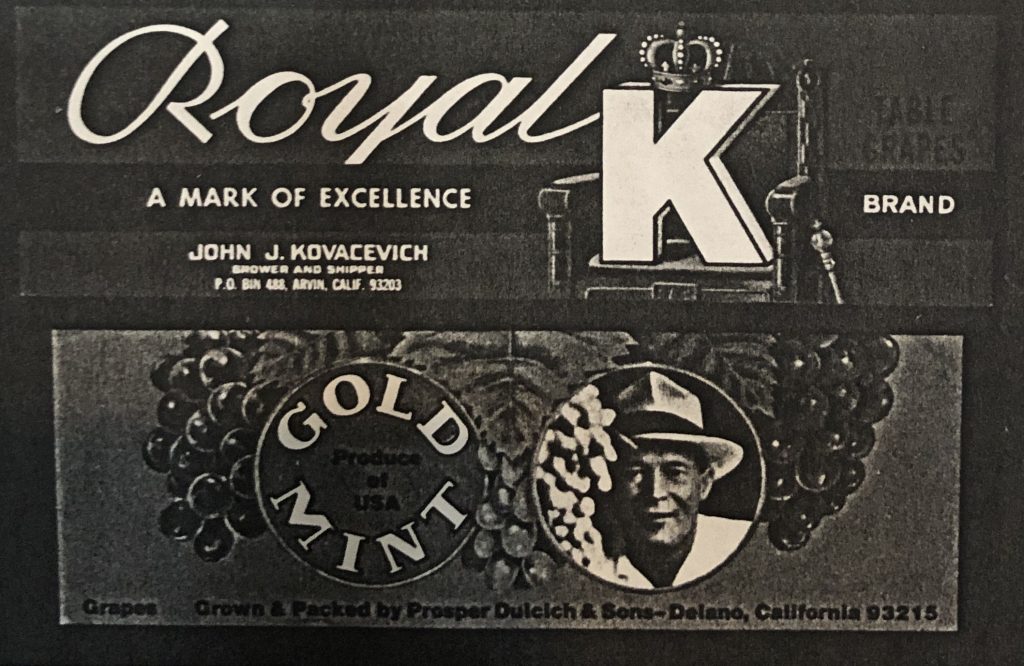 Royal K
TABLE
GRAPES
A MARK OF EXCELLENCE
BRAND
JOHN J. KOVACEVICH
GROWER AND SHIPPER
P.O. BIN 488, ARVIN, CALIF. 93203
GOLD
Produce
of
USA
MINT
Grapes Grown & Packed by Prosper Dulcich & Sons-Delano, California 93215